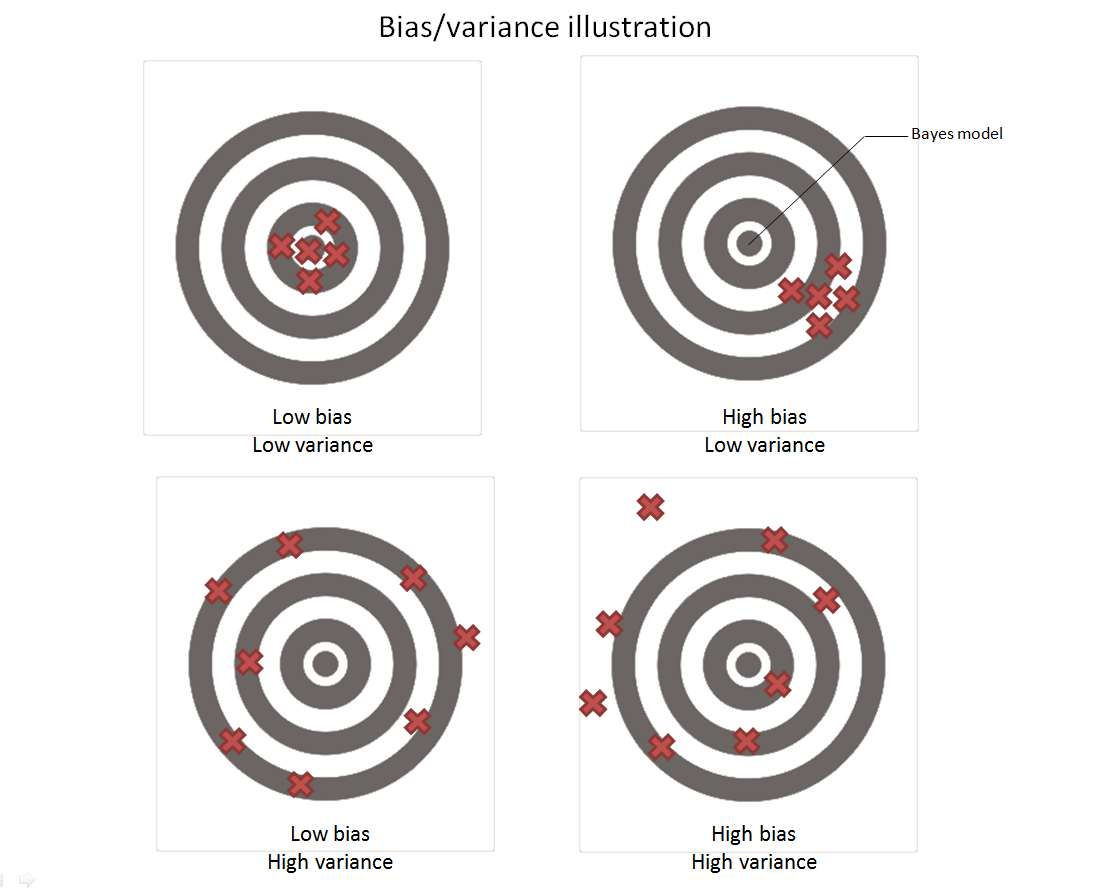 Bias/variance illustration
Bayes model
Low bias
Low variance
High bias
Low variance
Low bias
High variance
High bias
High variance